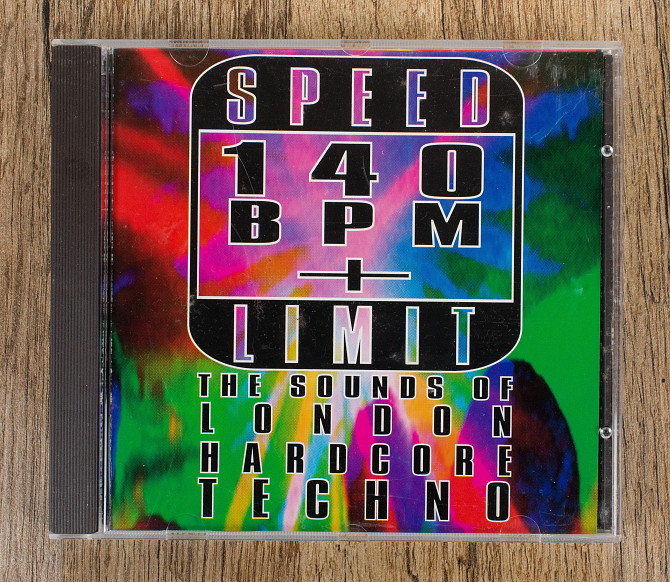 SPEED
140
BPM
+
LIMIT
THE SOUNDS OF
LONDON
HARDCORE
TECHNO